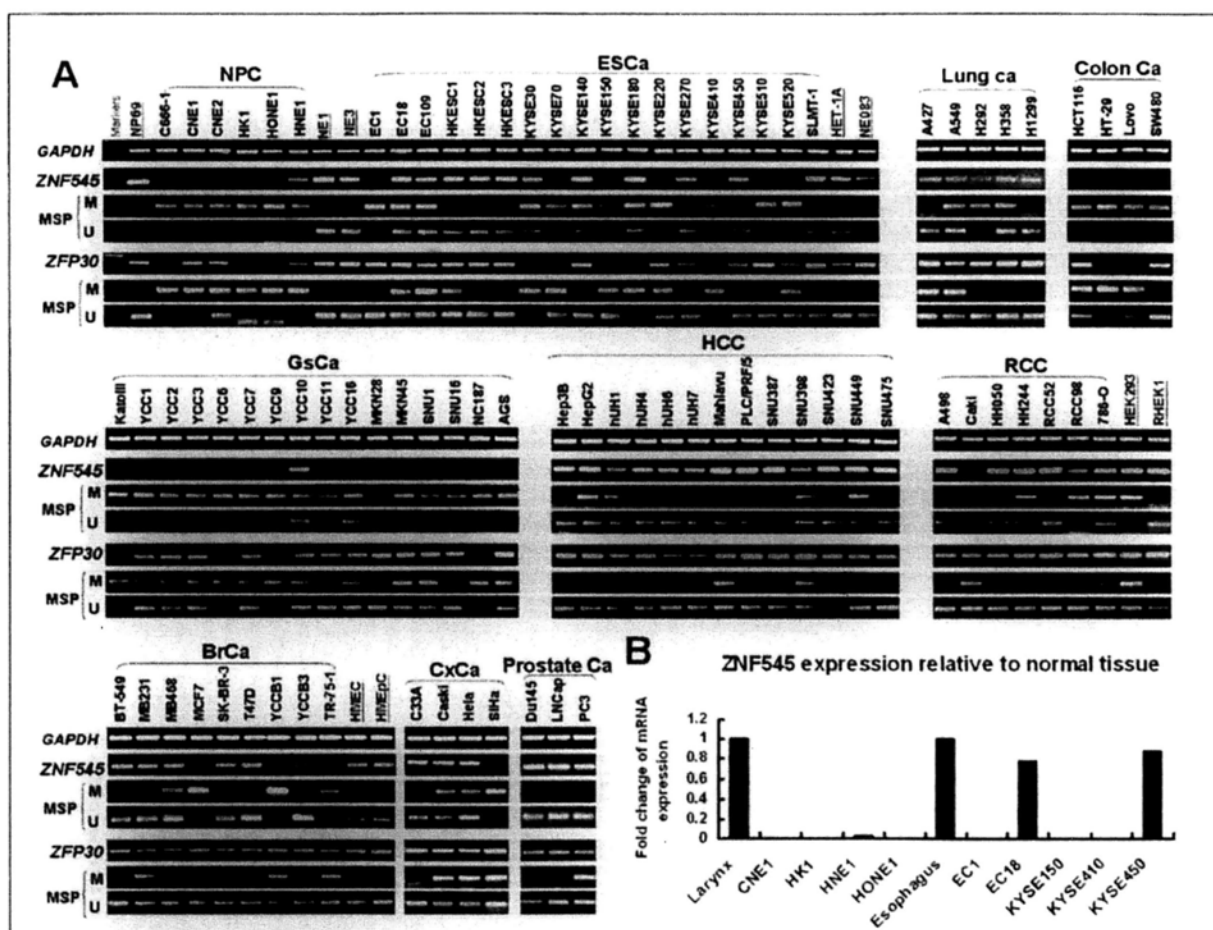 A
NPC
ESCa
Lung ca
Colon Ca
Markers NP69 C666-1 CNE1 CNE2 HK1 HONE1 HNE1 NE1 NE3 EC1 EC18 EC109 HKESC1 HKESC2 HKESC3 KYSE30 KYSE70 KYSE140 KYSE150 KYSE180 KYSE220 KYSE270 KYSE410 KYSE450 KYSE510 KYSE520 SLMT-1 HET-1A NE083
A427 A549 H292 H358 H1299
HCT116 HT-29 Lovo SW480
GAPDH
ZNF545
MSP M
U
ZFP30
MSP M
U
GsCa
HCC
RCC
KatoIII YCC1 YCC2 YCC3 YCC6 YCC7 YCC9 YCC10 YCC11 YCC16 MKN28 MKN45 SNU1 SNU16 NC187 AGS
Hep3B HepG2 hUH1 hUH4 hUH6 hUH7 Mahlavu PLC/PRF/5 SNU387 SNU398 SNU423 SNU449 SNU475
A498 Caki HH050 HH244 RCC52 RCC98 786-O HEK293 RHEK1
GAPDH
ZNF545
MSP M
U
ZFP30
MSP M
U
BrCa
CxCa
Prostate Ca
BT-549 MB231 MB468 MCF7 SK-BR-3 T47D YCCB1 YCCB3 TR-75-1 HMEC HMEpC
C33A Caski Hela SiHa
Du145 LNCap PC3
GAPDH
ZNF545
MSP M
U
ZFP30
MSP M
U
B
ZNF545 expression relative to normal tissue
Fold change of mRNA expression
1.2
1
0.8
0.6
0.4
0.2
0
Larynx CNE1 HK1 HNE1 HONE1 Esophagus EC1 EC18 KYSE150 KYSE410 KYSE450